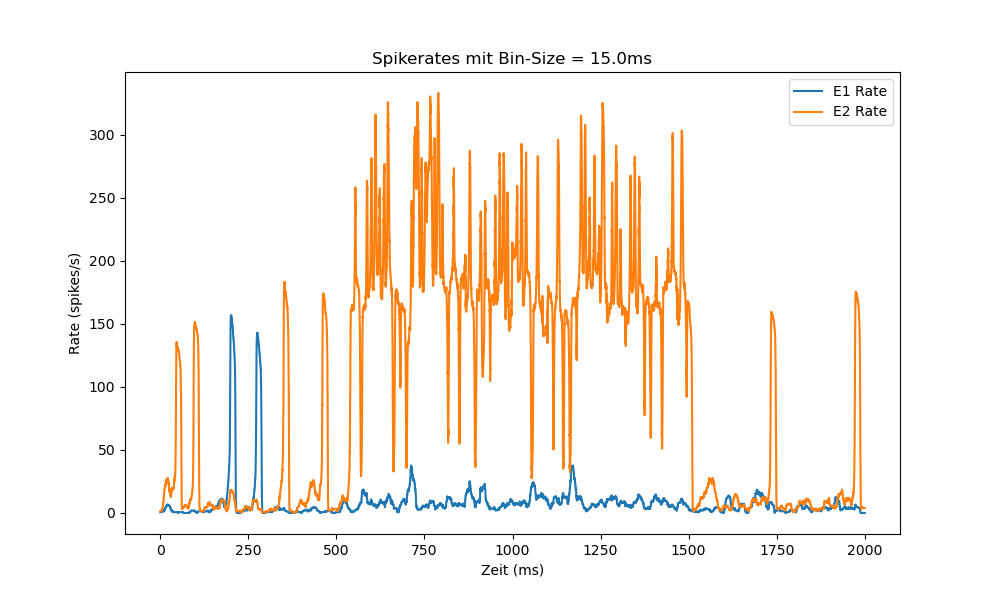 Spikerates mit Bin-Size = 15.0ms
E1 Rate
E2 Rate
Rate (spikes/s)
300
250
200
150
100
50
0
0 250 500 750 1000 1250 1500 1750 2000
Zeit (ms)